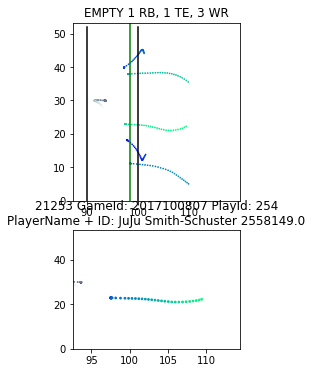 EMPTY 1 RB, 1 TE, 3 WR
50
40
30
20
10
0
90 100 110
21253 GameId: 2017100807 PlayId: 254
PlayerName + ID: JuJu Smith-Schuster 2558149.0
40
20
0
95 100 105 110